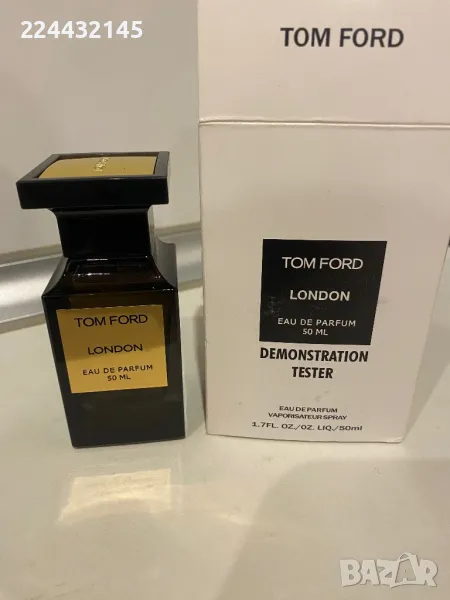 224432145
TOM FORD
TOM FORD
LONDON
EAU DE PARFUM
50 ML
DEMONSTRATION
TESTER
EAU DE PARFUM
VAPORISATEUR SPRAY
1.7FL. OZ./OZ. LIQ./50ml
TOM FORD
LONDON
EAU DE PARFUM
50 ML
BAZAR